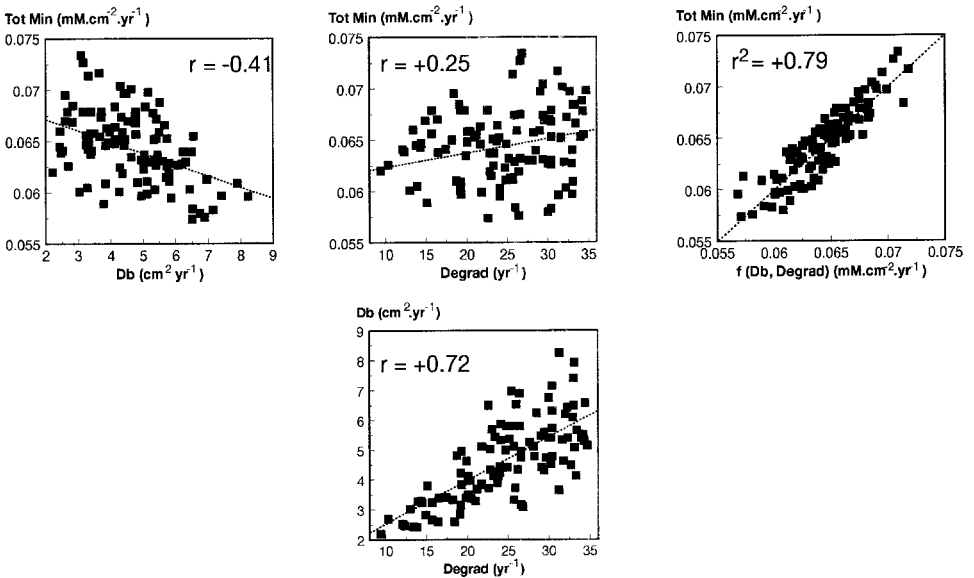 Tot Min (mM.cm-2.yr-1 )
0.075
r = -0.41
0.07
0.065
0.06
0.055
2 3 4 5 6 7 8 9
Db (cm2 yr-1)
Tot Min (mM.cm-2.yr-1)
0.075
r = +0.25
0.07
0.065
0.06
0.055
10 15 20 25 30 35
Degrad (yr-1)
Tot Min (mM.cm-2.yr-1)
0.075
r2= +0.79
0.07
0.065
0.06
0.055
0.055 0.06 0.065 0.07 0.075
f (Db, Degrad) (mM.cm-2.yr-1)
Db (cm2.yr-1)
9
r = +0.72
8
7
6
5
4
3
2
10 15 20 25 30 35
Degrad (yr-1)